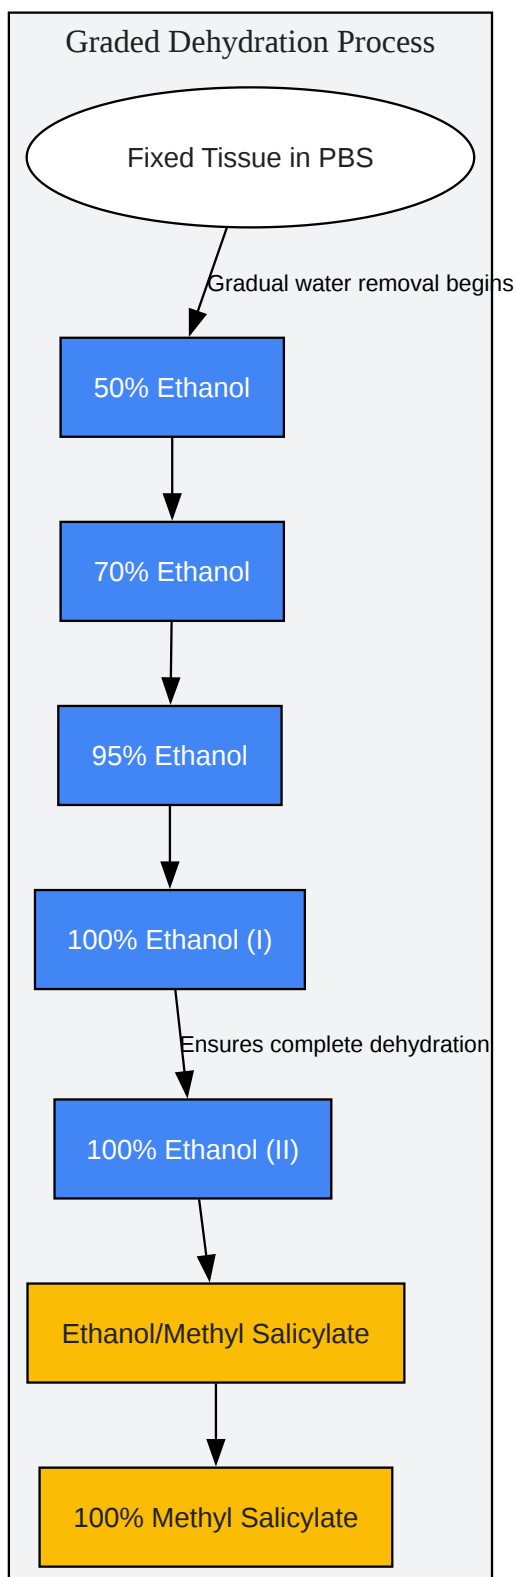 Graded Dehydration Process
Fixed Tissue in PBS
Gradual water removal begins
50% Ethanol
70% Ethanol
95% Ethanol
100% Ethanol (I)
Ensures complete dehydration
100% Ethanol (II)
Ethanol/Methyl Salicylate
100% Methyl Salicylate